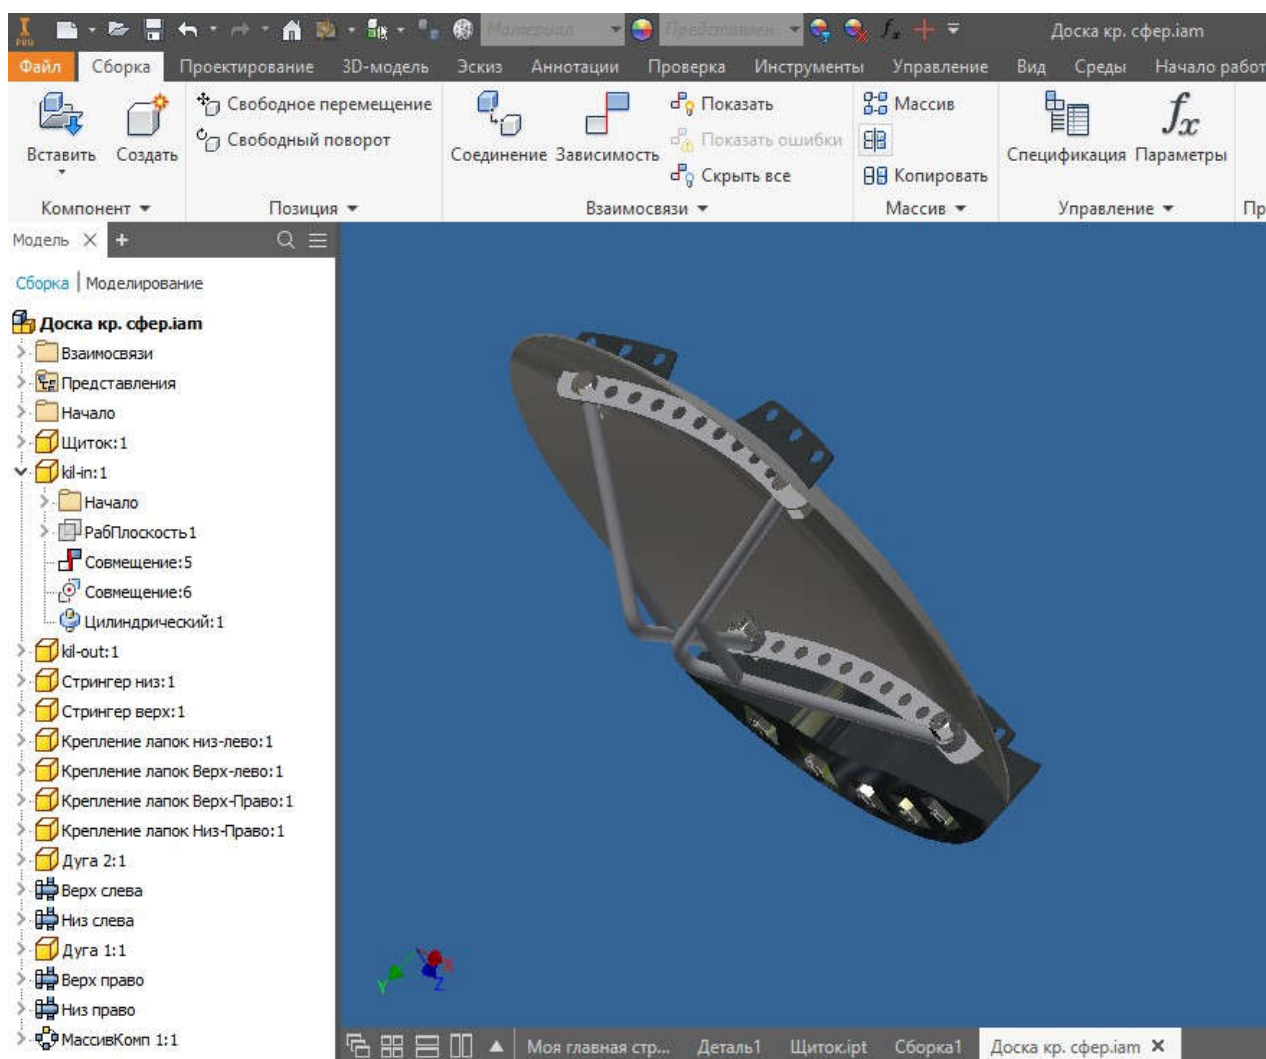 PRO
Материал
Представлен
fx
Доска кр. сфер.iam
Файл Сборка Проектирование 3D-модель Эскиз Аннотации Проверка Инструменты Управление Вид Среды Начало работ
Свободное перемещение Показать Массив
Свободный поворот Показать ошибки
Вставить Создать Соединение Зависимость Спецификация Параметры
Скрыть все Копировать
Компонент Позиция Взаимосвязи Массив Управление Пр
Модель
Сборка | Моделирование
Доска кр. сфер.iam
Взаимосвязи
Представления
Начало
Щиток:1
kil-in:1
Начало
РабПлоскость1
Совмещение:5
Совмещение:6
Цилиндрический:1
kil-out:1
Стрингер низ:1
Стрингер верх:1
Крепление лапок низ-лево:1
Крепление лапок Верх-лево:1
Крепление лапок Верх-Право:1
Крепление лапок Низ-Право:1
Дуга 2:1
Верх слева
Низ слева
Дуга 1:1
Верх право
Низ право
МассивКомп 1:1
X
Y
Z
Моя главная стр... Деталь1 Щиток.ipt Сборка1 Доска кр. сфер.iam